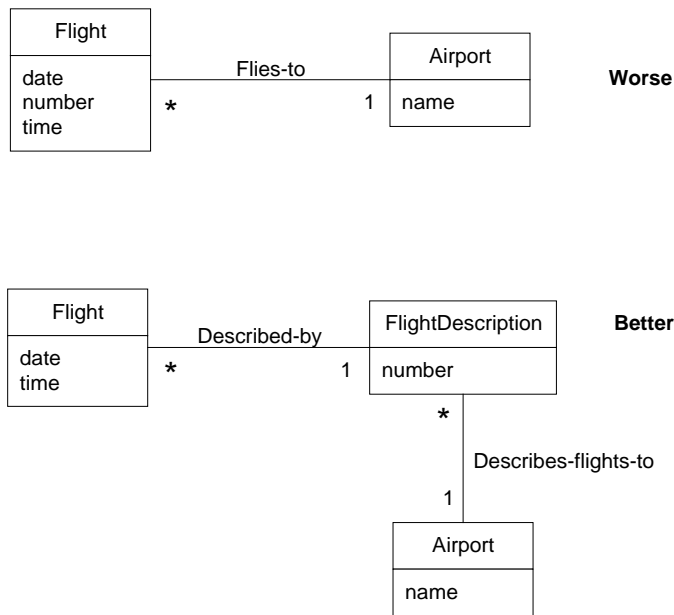 Flight
date
number
time
Flies-to
*
1
Airport
name
Worse
Flight
date
time
Described-by
*
1
FlightDescription
number
Better
*
Describes-flights-to
1
Airport
name